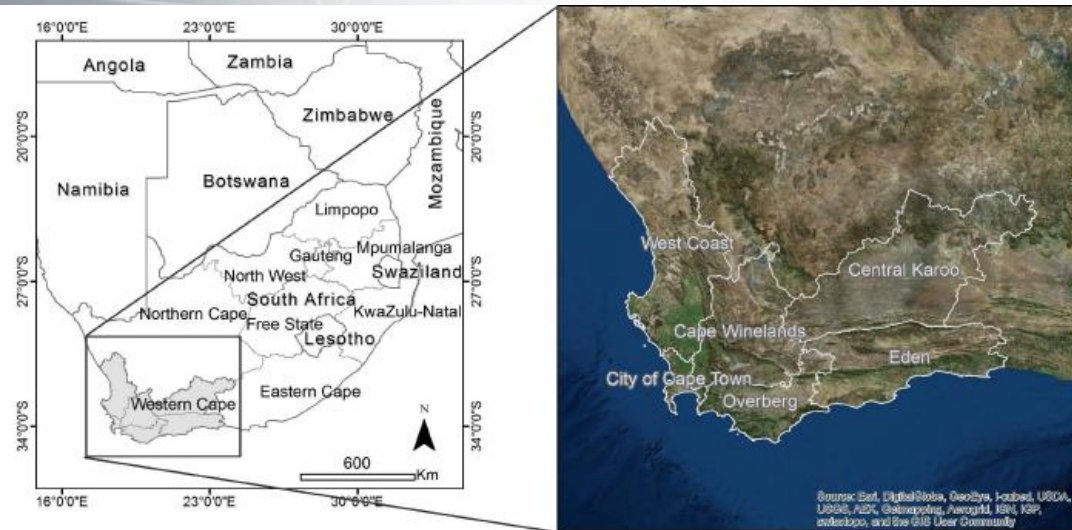 16°0'0"E
23°0'0"E
30°0'0"E
Angola
Zambia
Zimbabwe
Mozambique
20°0'0"S
20°0'0"S
Namibia
Botswana
Limpopo
Mpumalanga
Gauteng
North West
Swaziland
27°0'0"S
27°0'0"S
South Africa
Northern Cape
KwaZulu-Natal
Free State
Lesotho
Eastern Cape
Western Cape
34°0'0"S
34°0'0"S
N
600
Km
16°0'0"E
23°0'0"E
30°0'0"E
West Coast
Central Karoo
Cape Winelands
Eden
City of Cape Town
Overberg
Source: Esri, DigitalGlobe, GeoEye, i-cubed, USDA,
USGS, AEX, Getmapping, Aerogrid, IGN, IGP,
swisstopo, and the GIS User Community